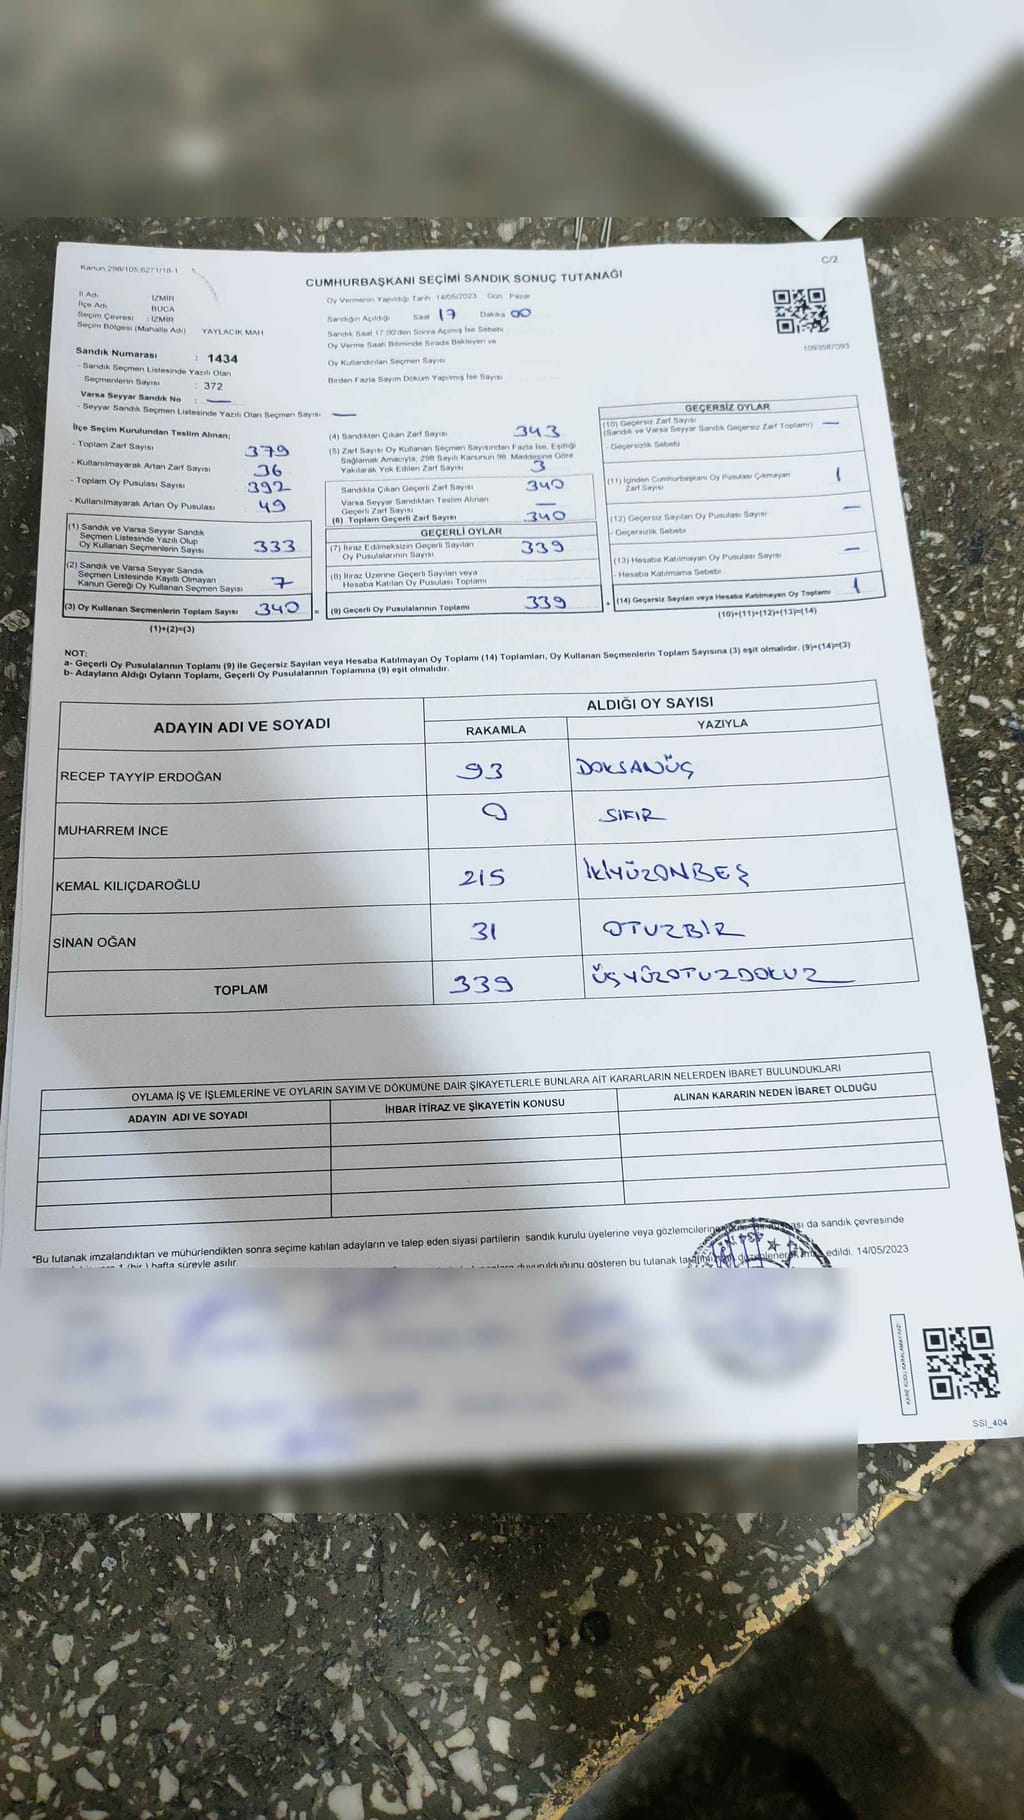 Kanun:298/105,6271/18-1
C/2
CUMHURBAŞKANI SEÇİMİ SANDIK SONUÇ TUTANAĞI
İl Adı : İZMİR
İlçe Adı : BUCA
Seçim Çevresi : İZMİR
Seçim Bölgesi (Mahalle Adı) YAYLACIK MAH
Sandık Numarası : 1434
- Sandık Seçmen Listesinde Yazılı Olan
Seçmenlerin Sayısı : 372
Varsa Seyyar Sandık No : —
- Seyyar Sandık Seçmen Listesinde Yazılı Olan Seçmen Sayısı —
Oy Vermenin Yapıldığı Tarih 14/05/2023 Gün Pazar
Sandığın Açıldığı Saat 17 Dakika 00
Sandık Saat 17:00'den Sonra Açılmış İse Sebebi
Oy Verme Saati Bitiminde Sırada Bekleyen ve
Oy Kullandırılan Seçmen Sayısı
Birden Fazla Sayım Döküm Yapılmış İse Sayısı
1093587093
İlçe Seçim Kurulundan Teslim Alınan;
- Toplam Zarf Sayısı 379
- Kullanılmayarak Artan Zarf Sayısı 36
- Toplam Oy Pusulası Sayısı 392
- Kullanılmayarak Artan Oy Pusulası 49
(1) Sandık ve Varsa Seyyar Sandık
Seçmen Listesinde Yazılı Olup
Oy Kullanan Seçmenlerin Sayısı 333
(2) Sandık ve Varsa Seyyar Sandık
Seçmen Listesinde Kayıtlı Olmayan
Kanun Gereği Oy Kullanan Seçmen Sayısı 7
(3) Oy Kullanan Seçmenlerin Toplam Sayısı 340 =
(1)+(2)=(3)
(4) Sandıktan Çıkan Zarf Sayısı 343
(5) Zarf Sayısı Oy Kullanan Seçmen Sayısından Fazla İse, Eşitliği
Sağlamak Amacıyla, 298 Sayılı Kanunun 98. Maddesine Göre
Yakılarak Yok Edilen Zarf Sayısı 3
Sandıkta Çıkan Geçerli Zarf Sayısı 340
Varsa Seyyar Sandıktan Teslim Alınan
Geçerli Zarf Sayısı —
(6) Toplam Geçerli Zarf Sayısı 340
GEÇERLİ OYLAR
(7) İtiraz Edilmeksizin Geçerli Sayılan
Oy Pusulalarının Sayısı 339
(8) İtiraz Üzerine Geçerli Sayılan veya
Hesaba Katılan Oy Pusulası Toplamı
(9) Geçerli Oy Pusulalarının Toplamı 339 +
GEÇERSİZ OYLAR
(10) Geçersiz Zarf Sayısı
(Sandık ve Varsa Seyyar Sandık Geçersiz Zarf Toplamı) —
- Geçersizlik Sebebi
(11) İçinden Cumhurbaşkanı Oy Pusulası Çıkmayan
Zarf Sayısı 1
(12) Geçersiz Sayılan Oy Pusulası Sayısı —
- Geçersizlik Sebebi
(13) Hesaba Katılmayan Oy Pusulası Sayısı —
- Hesaba Katılmama Sebebi
(14) Geçersiz Sayılan veya Hesaba Katılmayan Oy Toplamı 1
(10)+(11)+(12)+(13)=(14)
NOT:
a- Geçerli Oy Pusulalarının Toplamı (9) ile Geçersiz Sayılan veya Hesaba Katılmayan Oy Toplamı (14) Toplamları, Oy Kullanan Seçmenlerin Toplam Sayısına (3) eşit olmalıdır. (9)+(14)=(3)
b- Adayların Aldığı Oyların Toplamı, Geçerli Oy Pusulalarının Toplamına (9) eşit olmalıdır.
ADAYIN ADI VE SOYADI
ALDIĞI OY SAYISI
RAKAMLA YAZIYLA
RECEP TAYYİP ERDOĞAN 93 DOKSANÜÇ
MUHARREM İNCE 0 SIFIR
KEMAL KILIÇDAROĞLU 215 İKİYÜZONBEŞ
SİNAN OĞAN 31 OTUZBİR
TOPLAM 339 ÜÇYÜZOTUZDOKUZ
OYLAMA İŞ VE İŞLEMLERİNE VE OYLARIN SAYIM VE DÖKÜMÜNE DAİR ŞİKAYETLERLE BUNLARA AİT KARARLARIN NELERDEN İBARET BULUNDUKLARI
ADAYIN ADI VE SOYADI İHBAR İTİRAZ VE ŞİKAYETİN KONUSU ALINAN KARARIN NEDEN İBARET OLDUĞU
*Bu tutanak imzalandıktan ve mühürlendikten sonra seçime katılan adayların ve talep eden siyasi partilerin sandık kurulu üyelerine veya gözlemcilerine da sandık çevresinde
1 (bir) hafta süreyle asılır.
duyurulduğunu gösteren bu tutanak edildi. 14/05/2023
KARE KODU KARALAMAYINIZ!
SSİ_404